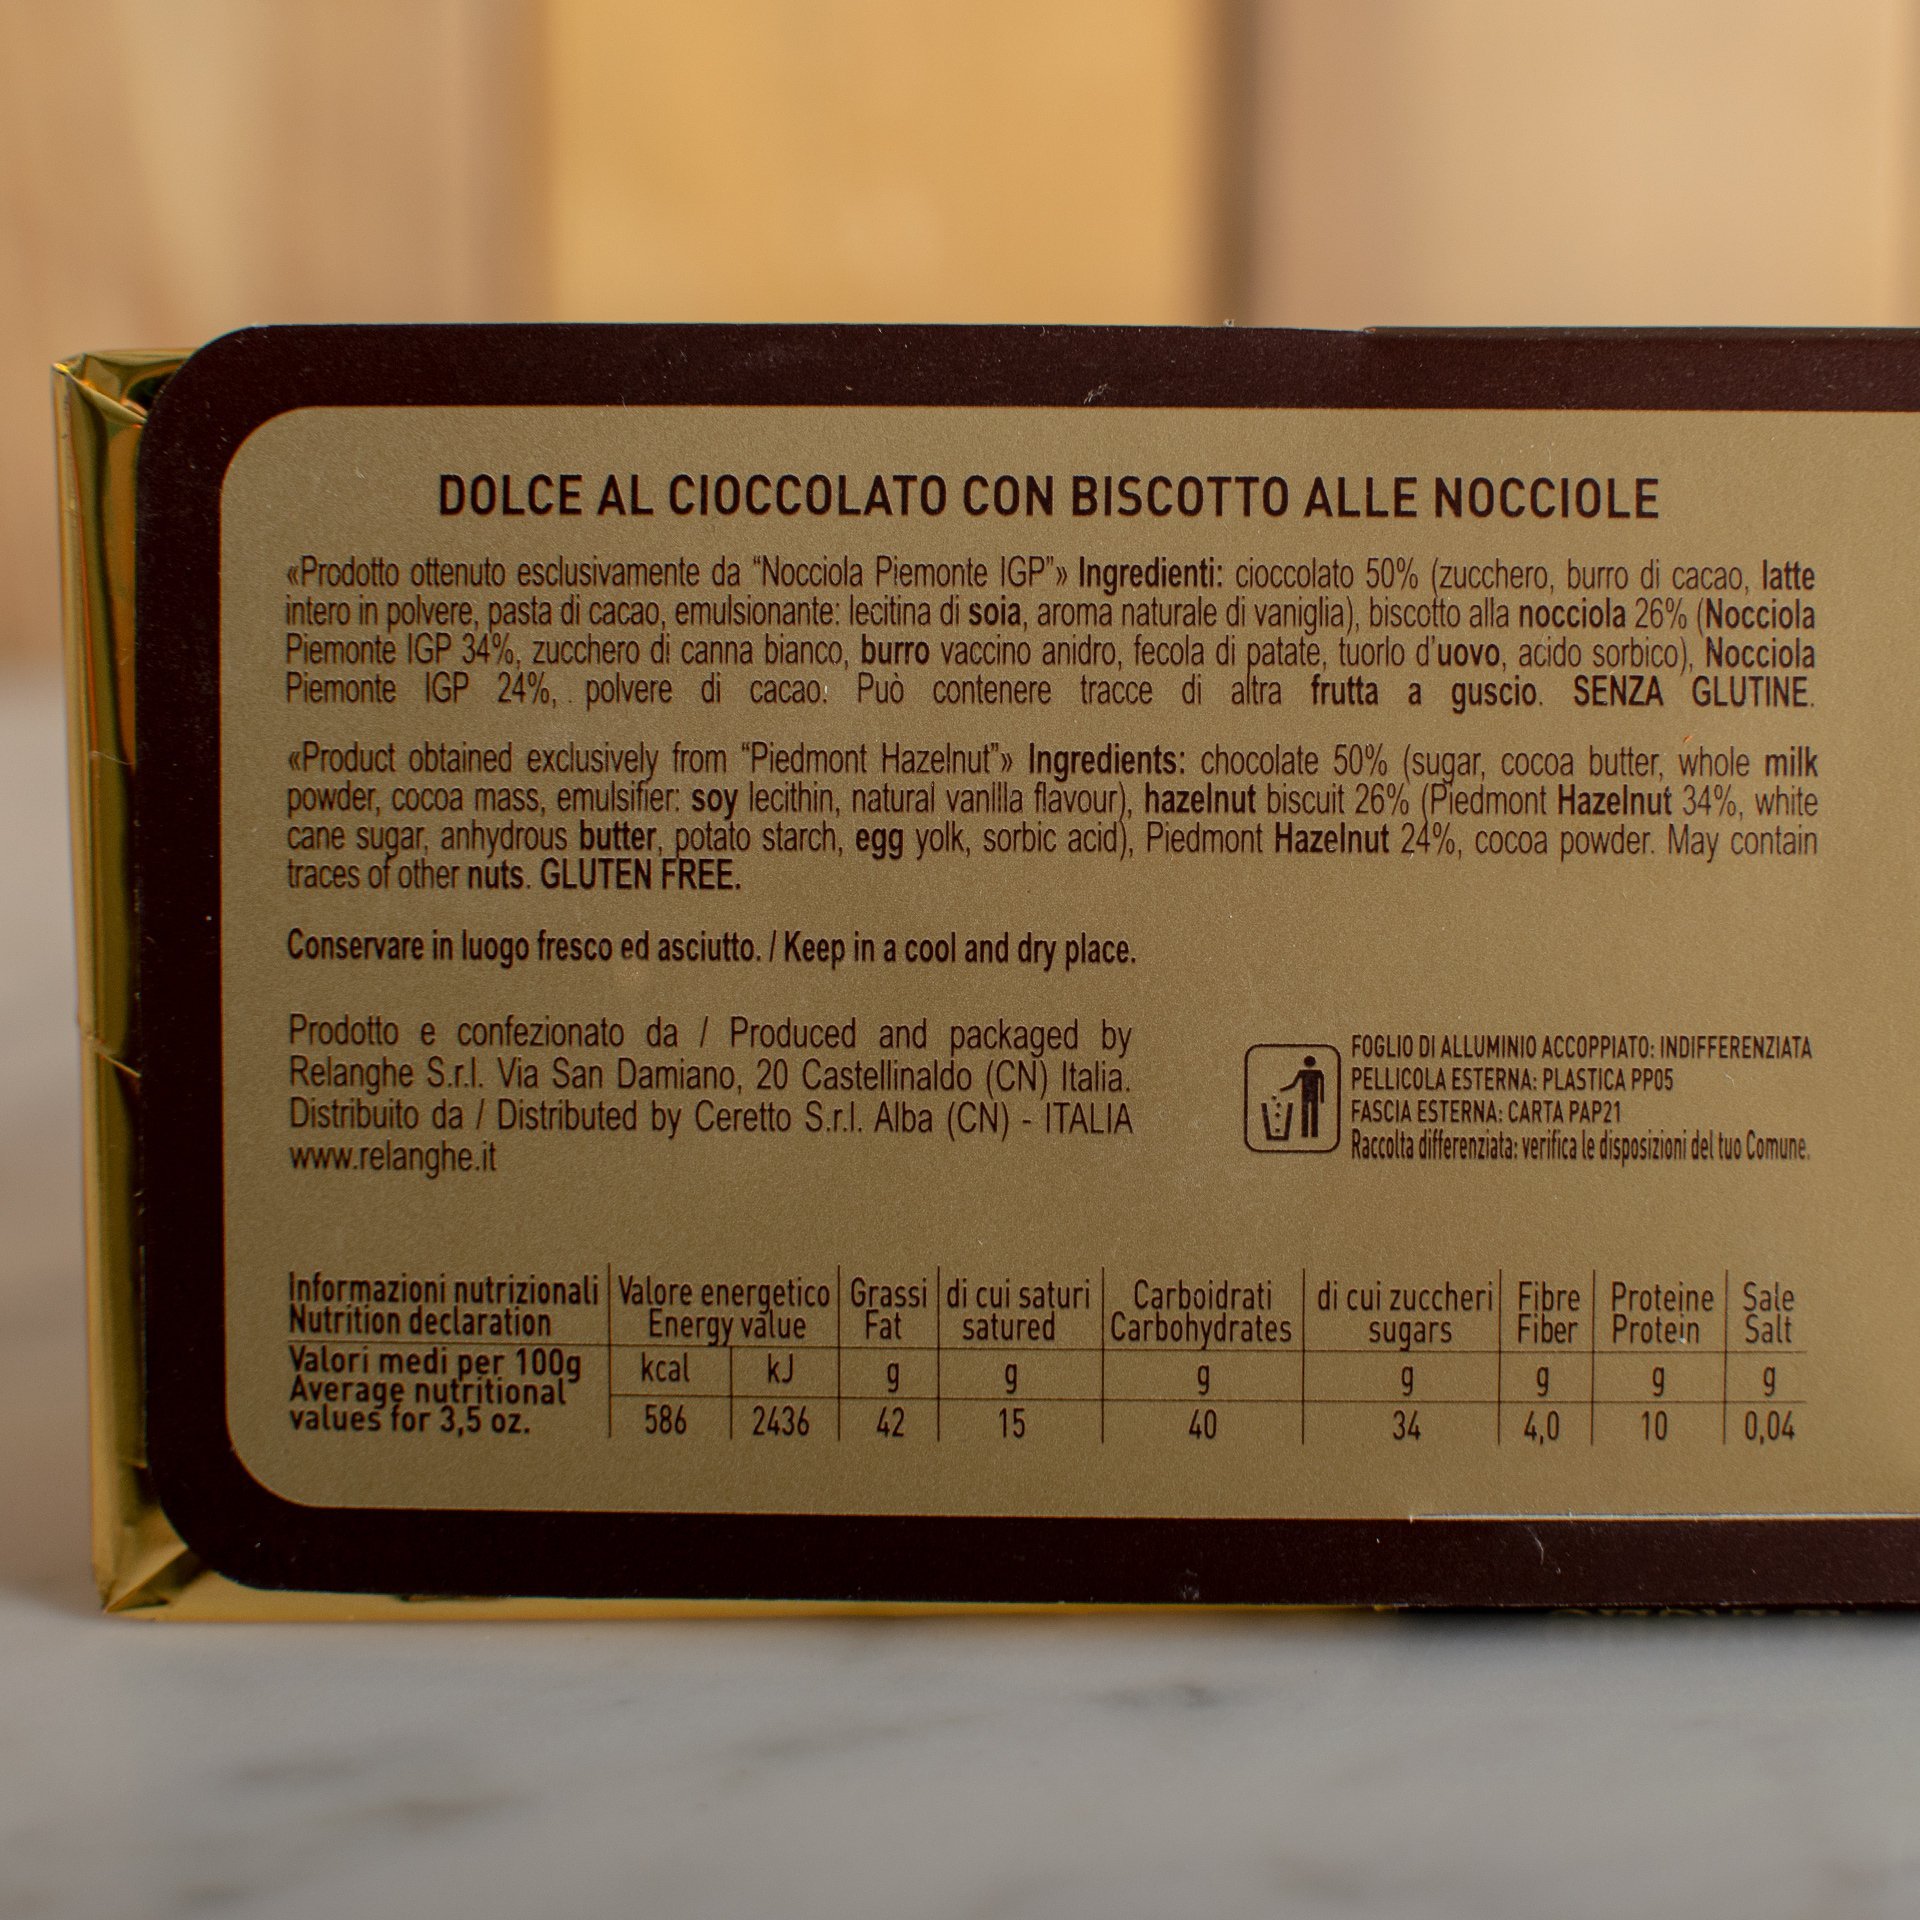 DOLCE AL CIOCCOLATO CON BISCOTTO ALLE NOCCIOLE
«Prodotto ottenuto esclusivamente da “Nocciola Piemonte IGP”» Ingredienti: cioccolato 50% (zucchero, burro di cacao, latte
intero in polvere, pasta di cacao, emulsionante: lecitina di soia, aroma naturale di vaniglia), biscotto alla nocciola 26% (Nocciola
Piemonte IGP 34%, zucchero di canna bianco, burro vaccino anidro, fecola di patate, tuorlo d'uovo, acido sorbico), Nocciola
Piemonte IGP 24%, . polvere di cacao. Può contenere tracce di altra frutta a guscio. SENZA GLUTINE.
«Product obtained exclusively from “Piedmont Hazelnut”» Ingredients: chocolate 50% (sugar, cocoa butter, whole milk
powder, cocoa mass, emulsifier: soy lecithin, natural vanilla flavour), hazelnut biscuit 26% (Piedmont Hazelnut 34%, white
cane sugar, anhydrous butter, potato starch, egg yolk, sorbic acid), Piedmont Hazelnut 24%, cocoa powder. May contain
traces of other nuts. GLUTEN FREE.
Conservare in luogo fresco ed asciutto. / Keep in a cool and dry place.
Prodotto e confezionato da / Produced and packaged by
Relanghe S.r.l. Via San Damiano, 20 Castellinaldo (CN) Italia.
Distribuito da / Distributed by Ceretto S.r.l. Alba (CN) - ITALIA
www.relanghe.it
FOGLIO DI ALLUMINIO ACCOPPIATO: INDIFFERENZIATA
PELLICOLA ESTERNA: PLASTICA PP05
FASCIA ESTERNA: CARTA PAP21
Raccolta differenziata: verifica le disposizioni del tuo Comune.
Informazioni nutrizionali Valore energetico Grassi di cui saturi Carboidrati di cui zuccheri Fibre Proteine Sale
Nutrition declaration Energy value Fat satured Carbohydrates sugars Fiber Protein Salt
Valori medi per 100g kcal kJ g g g g g g g
Average nutritional
values for 3,5 oz. 586 2436 42 15 40 34 4,0 10 0,04